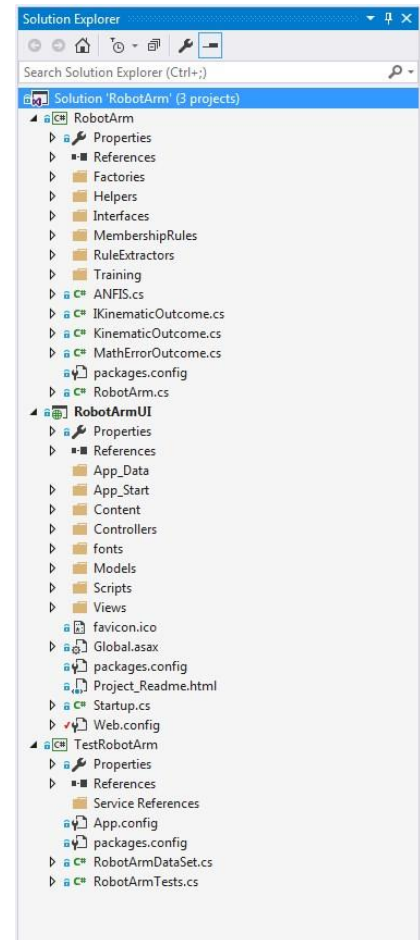 Solution Explorer
Search Solution Explorer (Ctrl+;)
Solution 'RobotArm' (3 projects)
C# RobotArm
Properties
References
Factories
Helpers
Interfaces
MembershipRules
RuleExtractors
Training
C# ANFIS.cs
C# IKinematicOutcome.cs
C# KinematicOutcome.cs
C# MathErrorOutcome.cs
packages.config
C# RobotArm.cs
RobotArmUI
Properties
References
App_Data
App_Start
Content
Controllers
fonts
Models
Scripts
Views
favicon.ico
Global.asax
packages.config
Project_Readme.html
C# Startup.cs
Web.config
C# TestRobotArm
Properties
References
Service References
App.config
packages.config
C# RobotArmDataSet.cs
C# RobotArmTests.cs